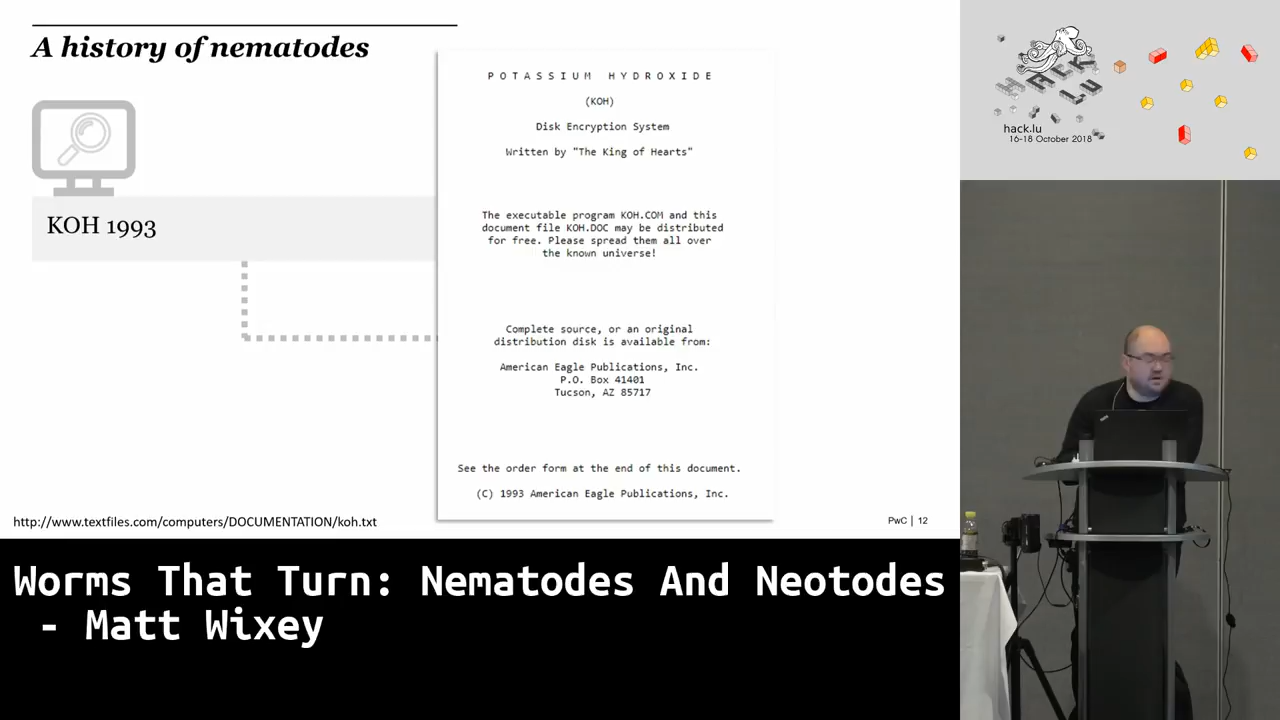 A history of nematodes
KOH 1993
POTASSIUM HYDROXIDE
(KOH)
Disk Encryption System
Written by "The King of Hearts"
The executable program KOH.COM and this
document file KOH.DOC may be distributed
for free. Please spread them all over
the known universe!
Complete source, or an original
distribution disk is available from:
American Eagle Publications, Inc.
P.O. Box 41401
Tucson, AZ 85717
See the order form at the end of this document.
(C) 1993 American Eagle Publications, Inc.
http://www.textfiles.com/computers/DOCUMENTATION/koh.txt
PwC | 12
HACK
LU
hack.lu
16-18 October 2018
Worms That Turn: Nematodes And Neotodes
- Matt Wixey